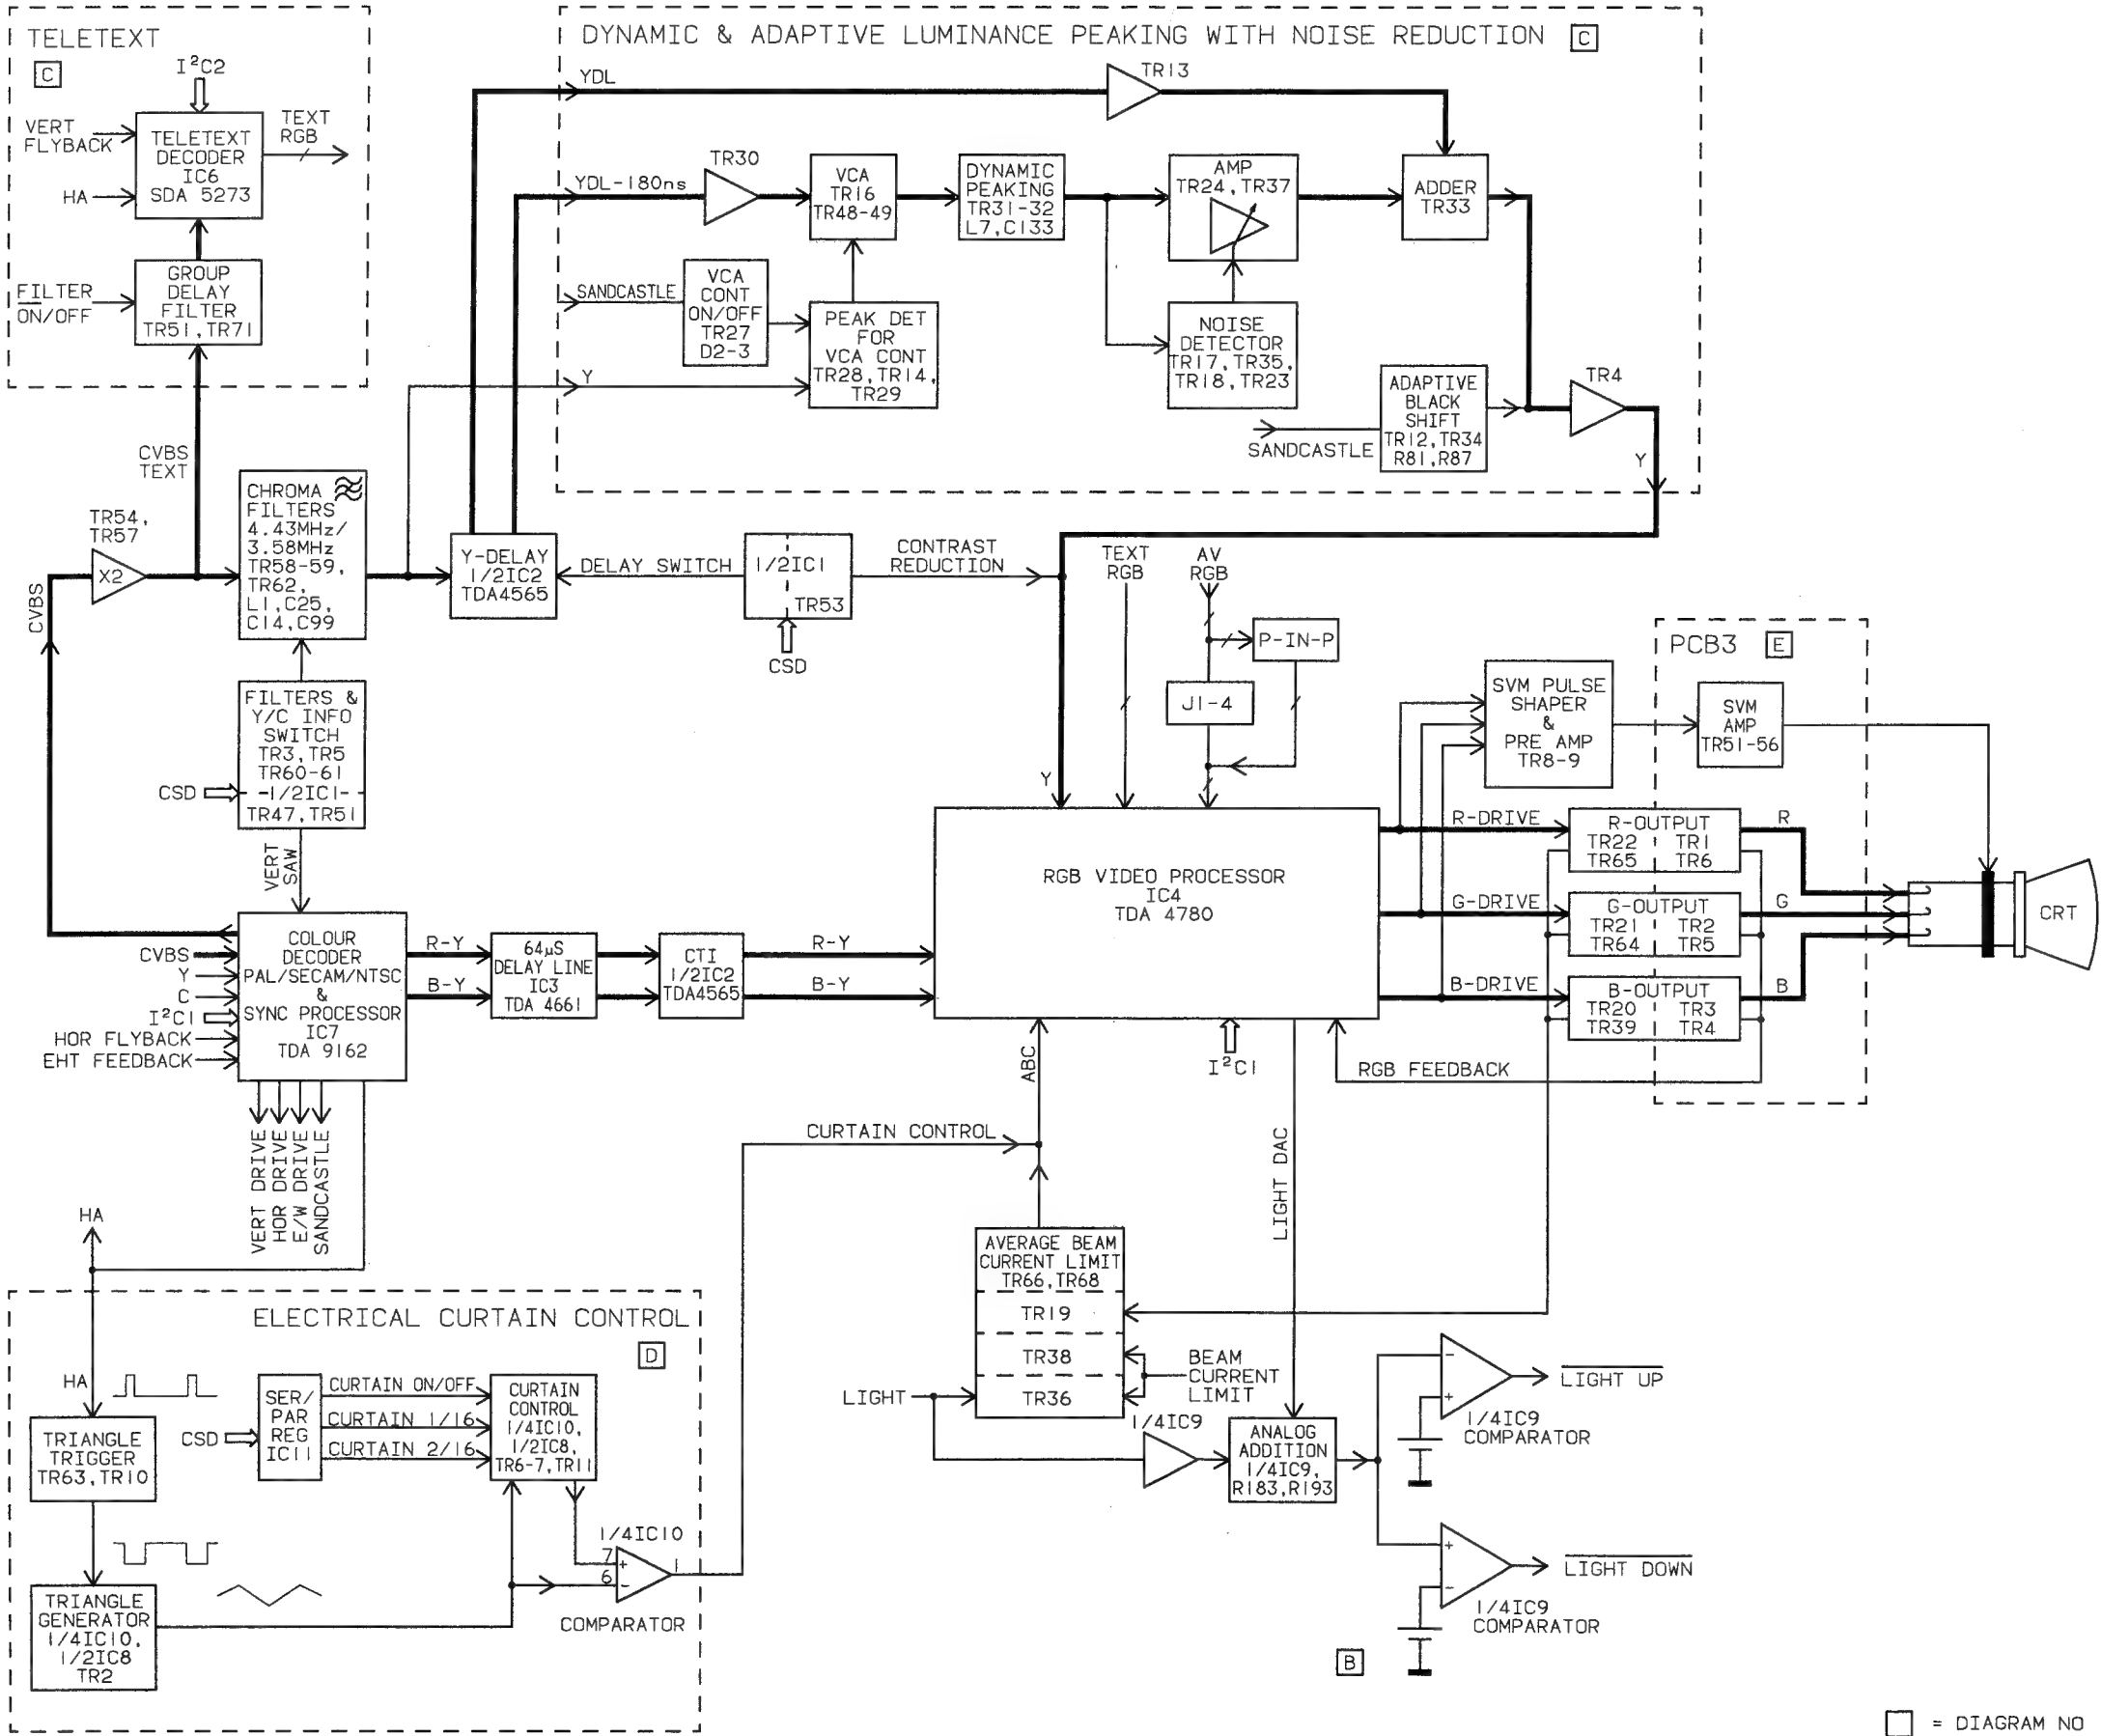 TELETEXT
C
I²C2
VERT
FLYBACK
HA
TELETEXT
DECODER
IC6
SDA 5273
TEXT
RGB
FILTER
ON/OFF
GROUP
DELAY
FILTER
TR51,TR71
CVBS
TEXT
DYNAMIC & ADAPTIVE LUMINANCE PEAKING WITH NOISE REDUCTION
C
YDL
TR13
YDL-180ns
TR30
VCA
TR16
TR48-49
DYNAMIC
PEAKING
TR31-32
L7,C133
AMP
TR24,TR37
ADDER
TR33
SANDCASTLE
VCA
CONT
ON/OFF
TR27
D2-3
PEAK DET
FOR
VCA CONT
TR28,TR14,
TR29
Y
NOISE
DETECTOR
TR17,TR35,
TR18,TR23
SANDCASTLE
ADAPTIVE
BLACK
SHIFT
TR12,TR34
R81,R87
TR4
Y
CVBS
TR54,
TR57
X2
CHROMA
FILTERS
4.43MHz/
3.58MHz
TR58-59,
TR62,
L1,C25,
C14,C99
Y-DELAY
1/2IC2
TDA4565
DELAY SWITCH
1/2IC1
TR53
CSD
CONTRAST
REDUCTION
TEXT
RGB
AV
RGB
P-IN-P
J1-4
Y
FILTERS &
Y/C INFO
SWITCH
TR3,TR5
TR60-61
-1/2IC1-
TR47,TR51
CSD
VERT
SAW
PCB3
E
SVM PULSE
SHAPER
&
PRE AMP
TR8-9
SVM
AMP
TR51-56
RGB VIDEO PROCESSOR
IC4
TDA 4780
R-DRIVE
G-DRIVE
B-DRIVE
R-OUTPUT
TR22 TR1
TR65 TR6
G-OUTPUT
TR21 TR2
TR64 TR5
B-OUTPUT
TR20 TR3
TR39 TR4
R
G
B
CRT
CVBS
Y
C
I²C1
HOR FLYBACK
EHT FEEDBACK
COLOUR
DECODER
PAL/SECAM/NTSC
&
SYNC PROCESSOR
IC7
TDA 9162
R-Y
B-Y
64µS
DELAY LINE
IC3
TDA 4661
CTI
1/2IC2
TDA4565
R-Y
B-Y
ABC
I²C1
RGB FEEDBACK
VERT DRIVE
HOR DRIVE
E/W DRIVE
SANDCASTLE
CURTAIN CONTROL
LIGHT DAC
HA
ELECTRICAL CURTAIN CONTROL
D
HA
TRIANGLE
TRIGGER
TR63,TR10
CSD
SER/
PAR
REG
IC11
CURTAIN ON/OFF
CURTAIN 1/16
CURTAIN 2/16
CURTAIN
CONTROL
1/4IC10,
1/2IC8,
TR6-7,TR11
TRIANGLE
GENERATOR
1/4IC10,
1/2IC8
TR2
1/4IC10
7
+
6
-
1
COMPARATOR
AVERAGE BEAM
CURRENT LIMIT
TR66,TR68
TR19
TR38
TR36
BEAM
CURRENT
LIMIT
LIGHT
1/4IC9
ANALOG
ADDITION
1/4IC9,
R183,R193
-
+
LIGHT UP
1/4IC9
COMPARATOR
+
-
LIGHT DOWN
1/4IC9
COMPARATOR
B
= DIAGRAM NO